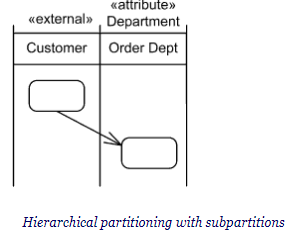 «attribute»
«external» Department
Customer Order Dept
Hierarchical partitioning with subpartitions